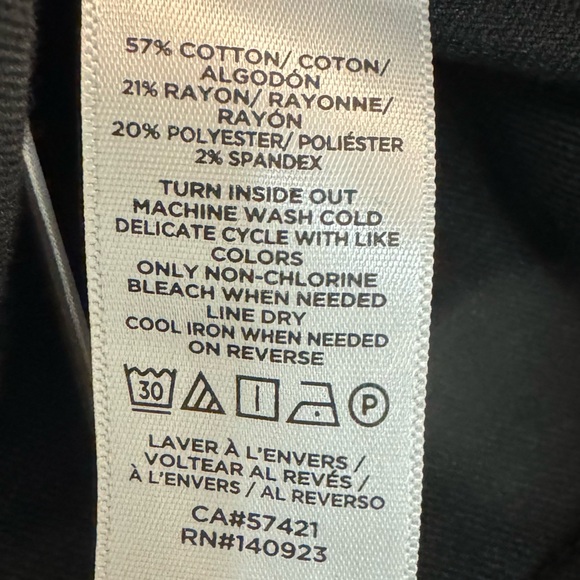 57% COTTON/ COTON/
ALGODÓN
21% RAYON/ RAYONNE/
RAYÓN
20% POLYESTER/ POLIÉSTER
2% SPANDEX
TURN INSIDE OUT
MACHINE WASH COLD
DELICATE CYCLE WITH LIKE
COLORS
ONLY NON-CHLORINE
BLEACH WHEN NEEDED
LINE DRY
COOL IRON WHEN NEEDED
ON REVERSE
30 P
LAVER À L'ENVERS /
VOLTEAR AL REVÉS /
À L'ENVERS / AL REVERSO
CA#57421
RN#140923